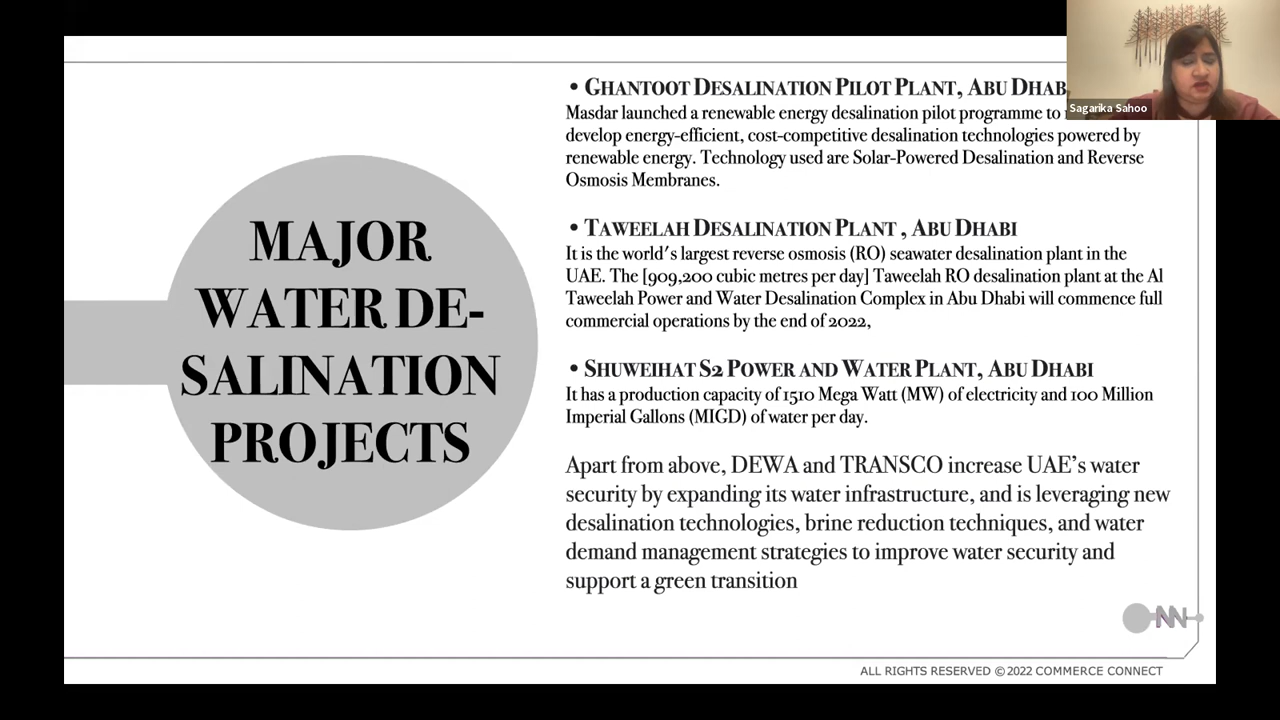 MAJOR
WATER DE-
SALINATION
PROJECTS
• GHANTOOT DESALINATION PILOT PLANT, ABU DHAB
Masdar launched a renewable energy desalination pilot programme to
develop energy-efficient, cost-competitive desalination technologies powered by
renewable energy. Technology used are Solar-Powered Desalination and Reverse
Osmosis Membranes.
• TAWEELAH DESALINATION PLANT , ABU DHABI
It is the world's largest reverse osmosis (RO) seawater desalination plant in the
UAE. The [909,200 cubic metres per day] Taweelah RO desalination plant at the Al
Taweelah Power and Water Desalination Complex in Abu Dhabi will commence full
commercial operations by the end of 2022,
• SHUWEIHAT S2 POWER AND WATER PLANT, ABU DHABI
It has a production capacity of 1510 Mega Watt (MW) of electricity and 100 Million
Imperial Gallons (MIGD) of water per day.
Apart from above, DEWA and TRANSCO increase UAE's water
security by expanding its water infrastructure, and is leveraging new
desalination technologies, brine reduction techniques, and water
demand management strategies to improve water security and
support a green transition
ALL RIGHTS RESERVED ©2022 COMMERCE CONNECT
Sagarika Sahoo